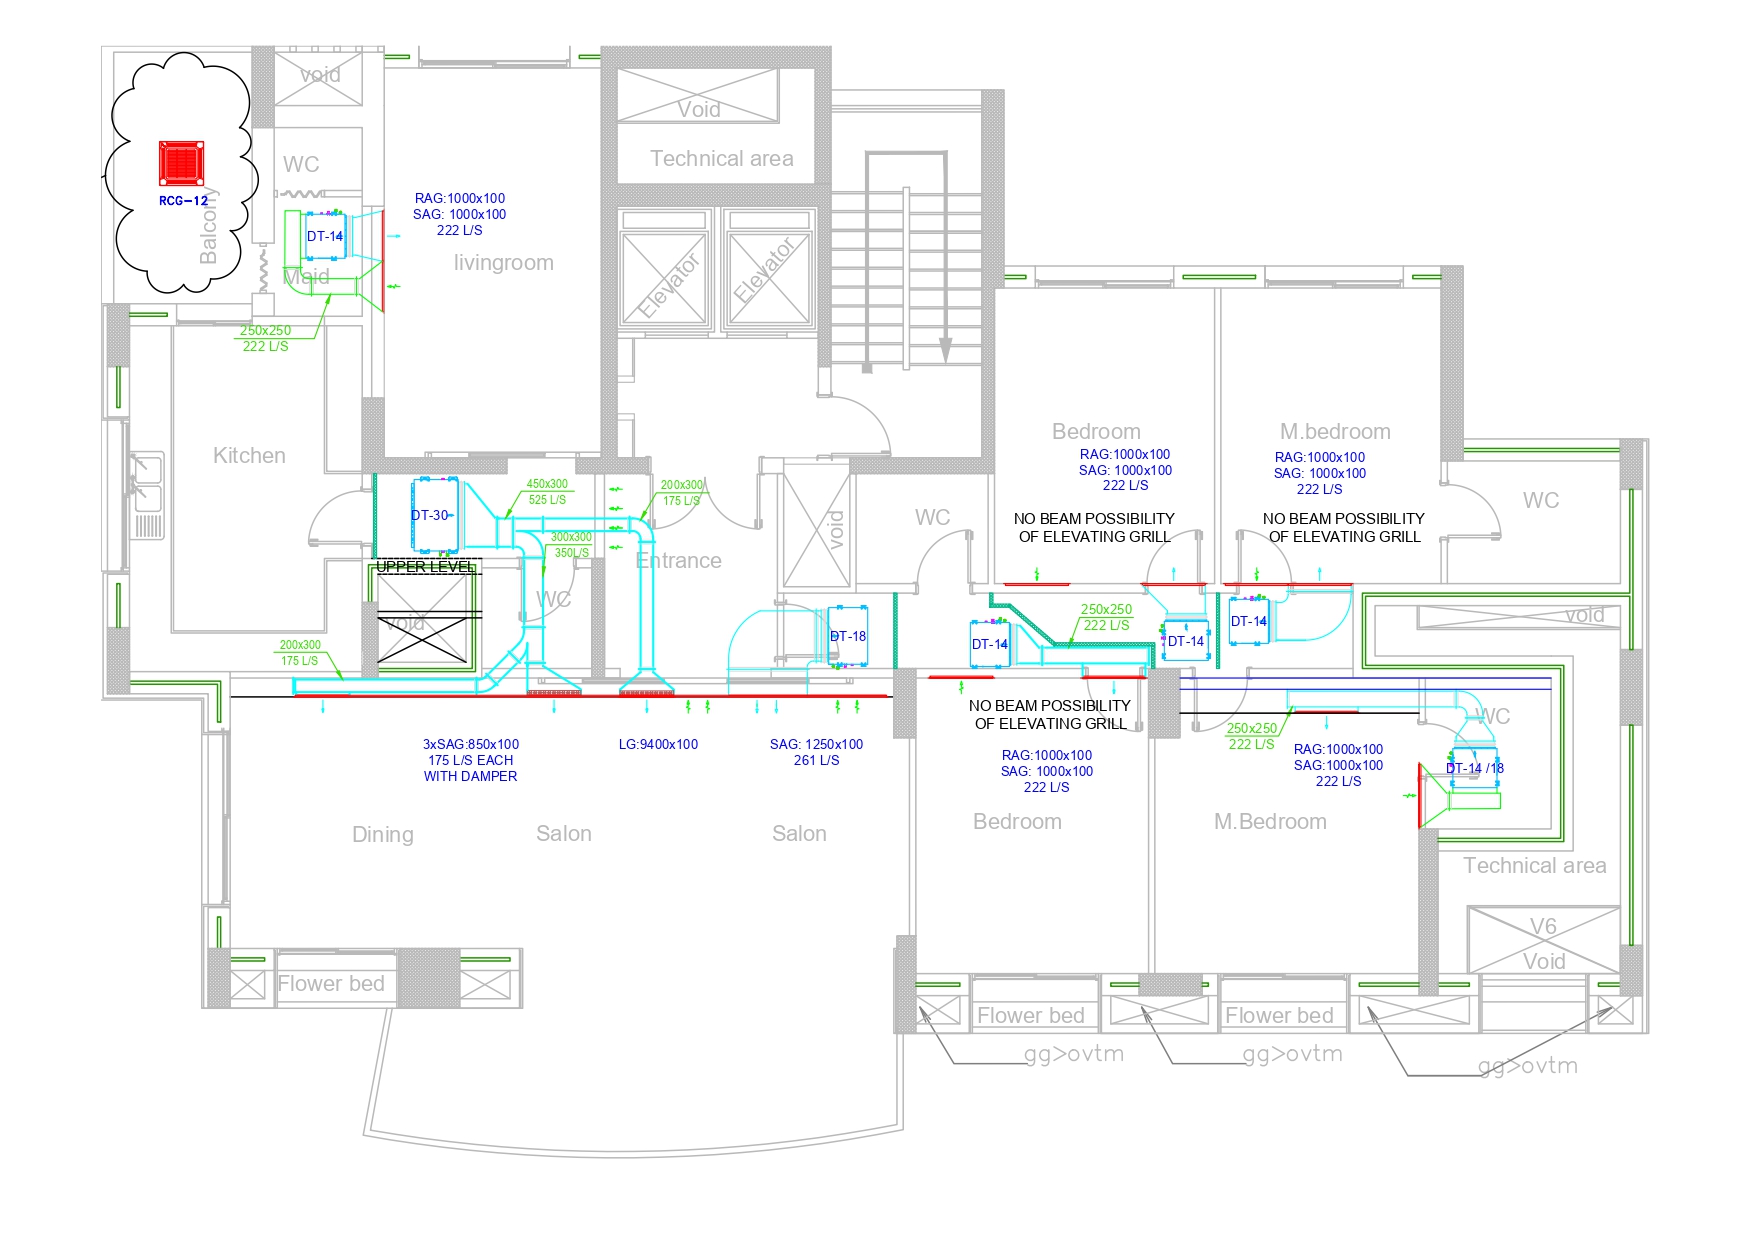 void
Void
WC
Technical area
RCG-12
Balcony
RAG:1000x100
SAG: 1000x100
222 L/S
DT-14
livingroom
Maid
Elevator
Elevator
250x250
222 L/S
Kitchen
Bedroom
RAG:1000x100
SAG: 1000x100
222 L/S
M.bedroom
RAG:1000x100
SAG: 1000x100
222 L/S
NO BEAM POSSIBILITY
OF ELEVATING GRILL
NO BEAM POSSIBILITY
OF ELEVATING GRILL
WC
DT-30
450x300
525 L/S
200x300
175 L/S
300x300
350L/S
void
WC
Entrance
UPPER LEVEL
WC
void
200x300
175 L/S
DT-18
DT-14
250x250
222 L/S
DT-14
DT-14
void
NO BEAM POSSIBILITY
OF ELEVATING GRILL
WC
250x250
222 L/S
3xSAG:850x100
175 L/S EACH
WITH DAMPER
LG:9400x100
SAG: 1250x100
261 L/S
RAG:1000x100
SAG: 1000x100
222 L/S
RAG:1000x100
SAG:1000x100
222 L/S
DT-14 /18
Dining
Salon
Salon
Bedroom
M.Bedroom
Technical area
V6
Void
Flower bed
Flower bed
Flower bed
gg>ovtm
gg>ovtm
gg>ovtm